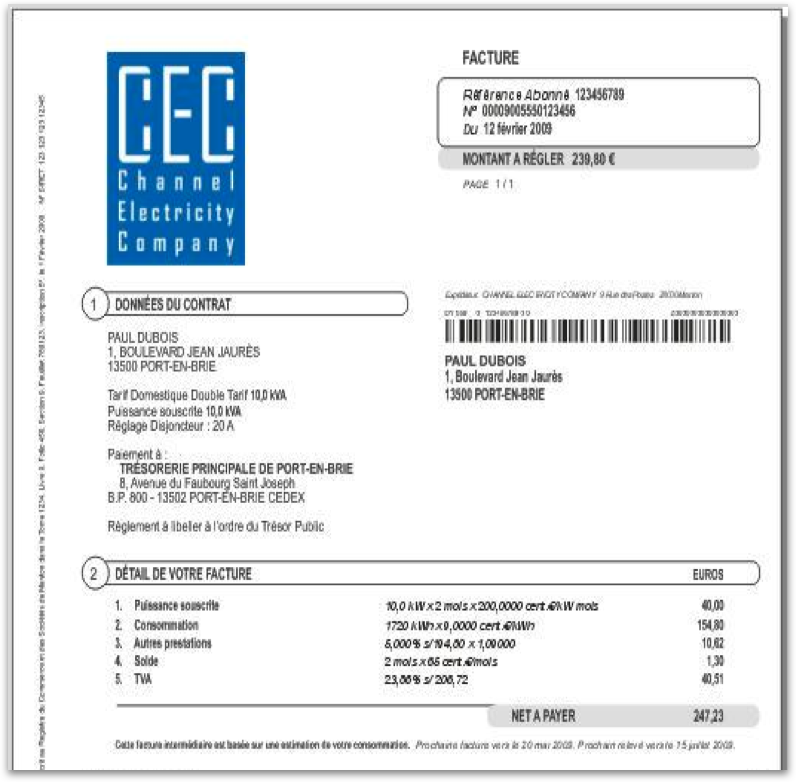 CEC
Channel
Electricity
Company
FACTURE
Référence Abonné 123456789
N° 00009005550123456
Du 12 février 2009
MONTANT A RÉGLER 239,80 €
PAGE 1 / 1
1 DONNÉES DU CONTRAT
PAUL DUBOIS
1, BOULEVARD JEAN JAURÈS
13500 PORT-EN-BRIE
Tarif Domestique Double Tarif 10,0 kVA
Puissance souscrite 10,0 kVA
Règlage Disjoncteur : 20 A
Paiement à :
TRÉSORERIE PRINCIPALE DE PORT-EN-BRIE
8, Avenue du Faubourg Saint Joseph
B.P. 800 - 13502 PORT-EN-BRIE CEDEX
Règlement à libeller à l'ordre du Trésor Public
Expéditeur. CHANNEL ELECTRICITY COMPANY
PAUL DUBOIS
1, Boulevard Jean Jaurès
13500 PORT-EN-BRIE
2 DÉTAIL DE VOTRE FACTURE EUROS
1. Puissance souscrite 10,0 kW x 2 mois x 200,0000 cent.€/kW mois 40,00
2. Consommation 1720 kWh x 9,0000 cent.€/kWh 154,80
3. Autres prestations 5,000 % s/194,80 x 1,09000 10,62
4. Solde 2 mois x 65 cent.€/mois 1,30
5. TVA 23,86 % s/ 206,72 40,51
NET A PAYER 247,23
Cette facture intermédiaire est basée sur une estimation de votre consommation. Prochaine facture vers le 20 mai 2009. Prochain relevé vers le 15 juillet 2009.